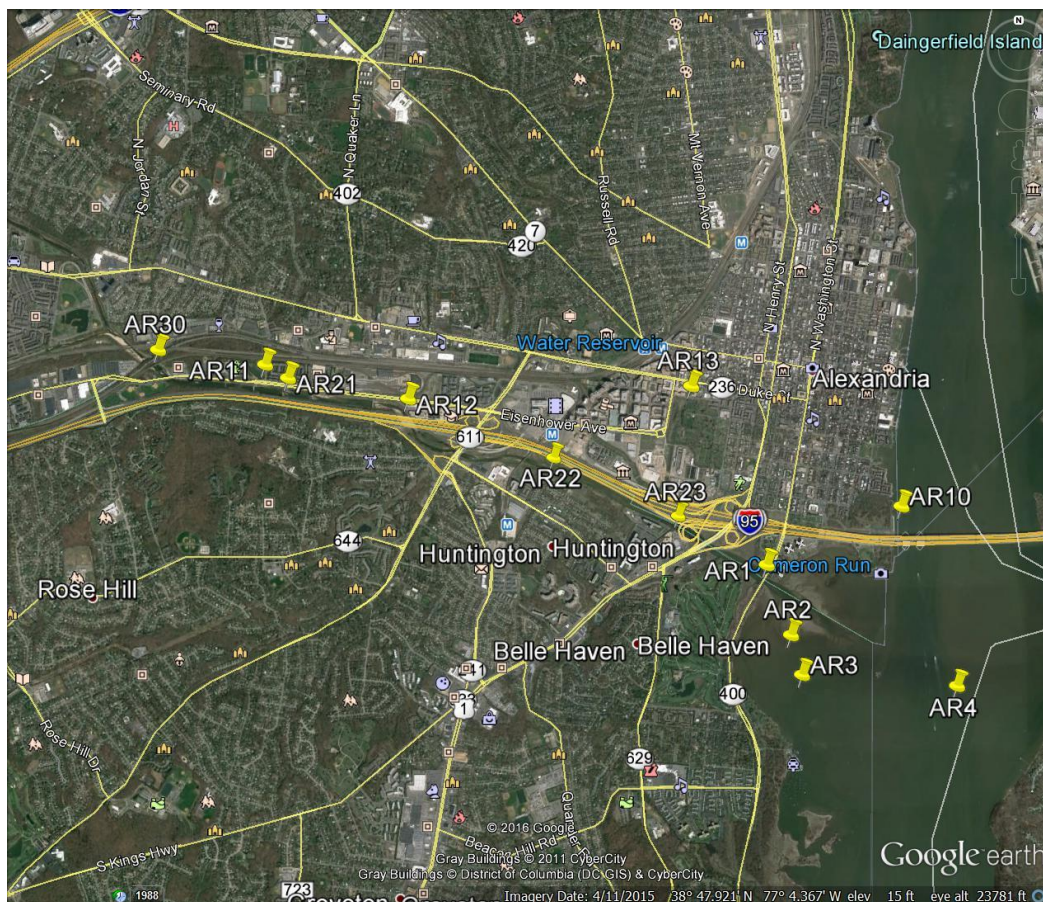 N
Daingerfield Island
Seminary Rd
N Quaker Ln
N Jordan St
H
402
7
420
Russell Rd
Mt Vernon Ave
M
N Henry St
N Washington St
AR30
Water Reservoir
AR11
AR21
AR13
236
Duke St
Alexandria
AR12
Eisenhower Ave
611
M
AR22
AR23
95
AR10
M
644
Huntington
Huntington
AR1
Cameron Run
Rose Hill
AR2
Belle Haven
Belle Haven
AR3
AR4
241
400
1
Rose Hill Dr
629
© 2016 Google
Beacon Hill Rd
S Kings Hwy
Gray Buildings © 2011 CyberCity
Gray Buildings © District of Columbia (DC GIS) & CyberCity
Google earth
723
1988
Imagery Date: 4/11/2015 38° 47.921' N 77° 4.367' W elev 15 ft eye alt 23781 ft